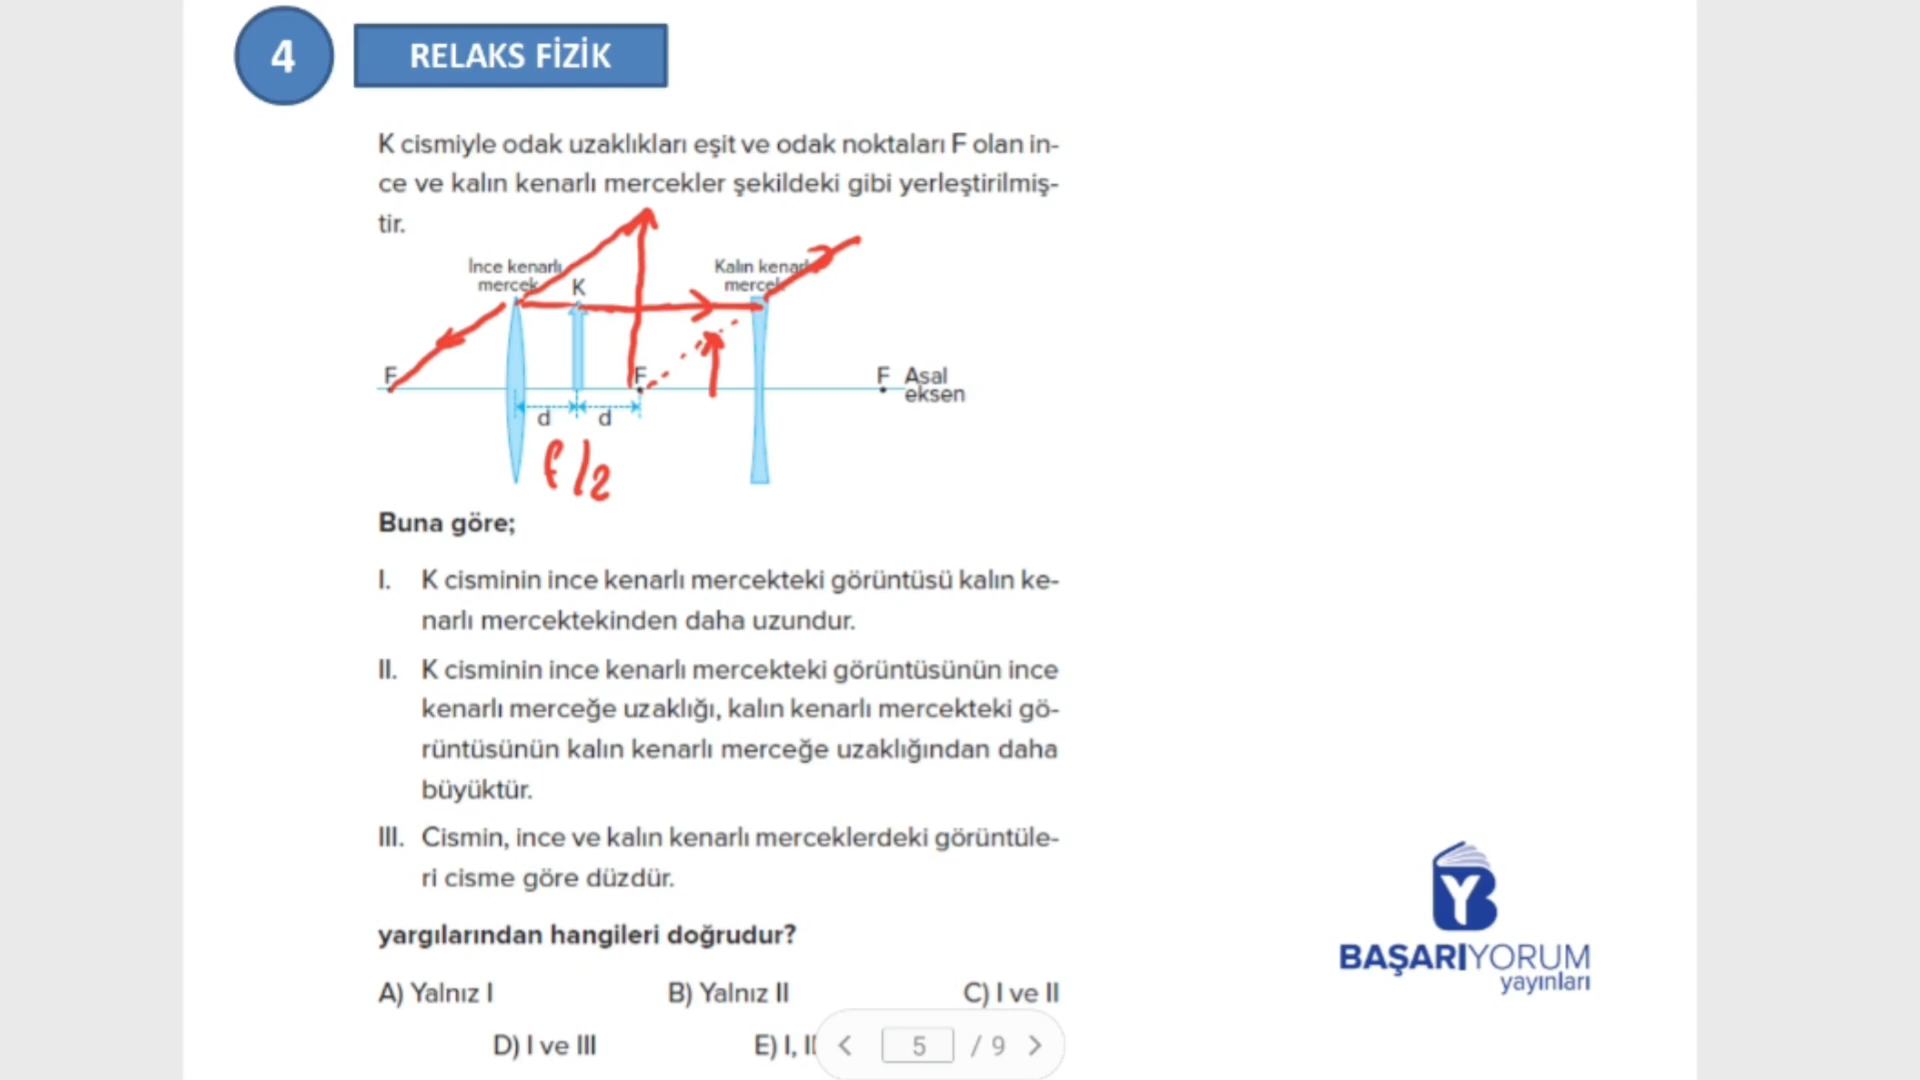 4
RELAKS FİZİK
K cismiyle odak uzaklıkları eşit ve odak noktaları F olan in-
ce ve kalın kenarlı mercekler şekildeki gibi yerleştirilmiş-
tir.
İnce kenarlı
mercek
K
Kalın kenarlı
mercek
F
F
F
Asal
eksen
d
d
f/2
Buna göre;
I. K cisminin ince kenarlı mercekteki görüntüsü kalın ke-
narlı mercektekinden daha uzundur.
II. K cisminin ince kenarlı mercekteki görüntüsünün ince
kenarlı merceğe uzaklığı, kalın kenarlı mercekteki gö-
rüntüsünün kalın kenarlı merceğe uzaklığından daha
büyüktür.
III. Cismin, ince ve kalın kenarlı merceklerdeki görüntüle-
ri cisme göre düzdür.
yargılarından hangileri doğrudur?
A) Yalnız I
B) Yalnız II
C) I ve II
D) I ve III
E) I, I
< 5 / 9 >
BAŞARIYORUM
yayınları